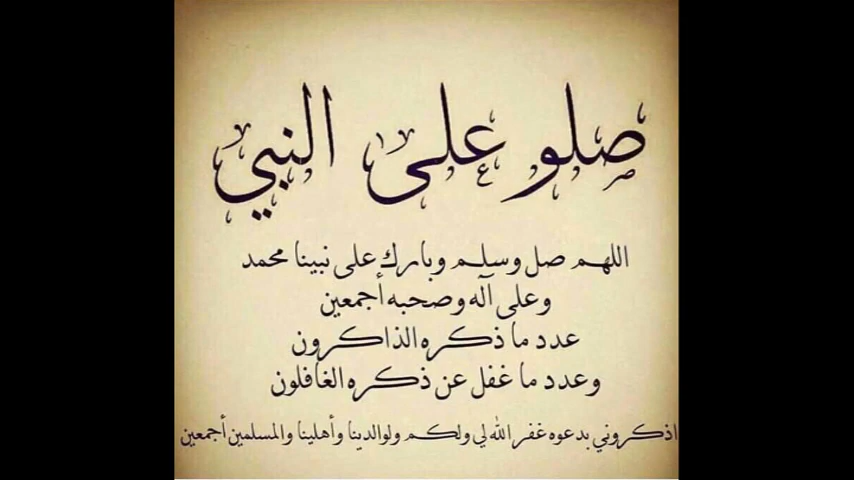 صلو على النبي
اللهم صل وسلم وبارك على نبينا محمد
وعلى آله وصحبه أجمعين
عدد ما ذكره الذاكرون
وعدد ما غفل عن ذكره الغافلون
اذكروني بدعوه غفر الله لي ولكم ولوالدينا وأهلينا والمسلمين أجمعين